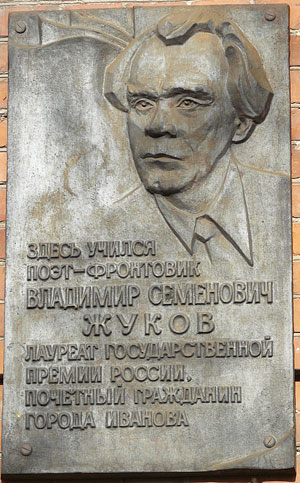 ЗДЕСЬ УЧИЛСЯ
ПОЭТ-ФРОНТОВИК
ВЛАДИМИР СЕМЕНОВИЧ
ЖУКОВ
ЛАУРЕАТ ГОСУДАРСТВЕННОЙ
ПРЕМИИ РОССИИ,
ПОЧЕТНЫЙ ГРАЖДАНИН
ГОРОДА ИВАНОВА